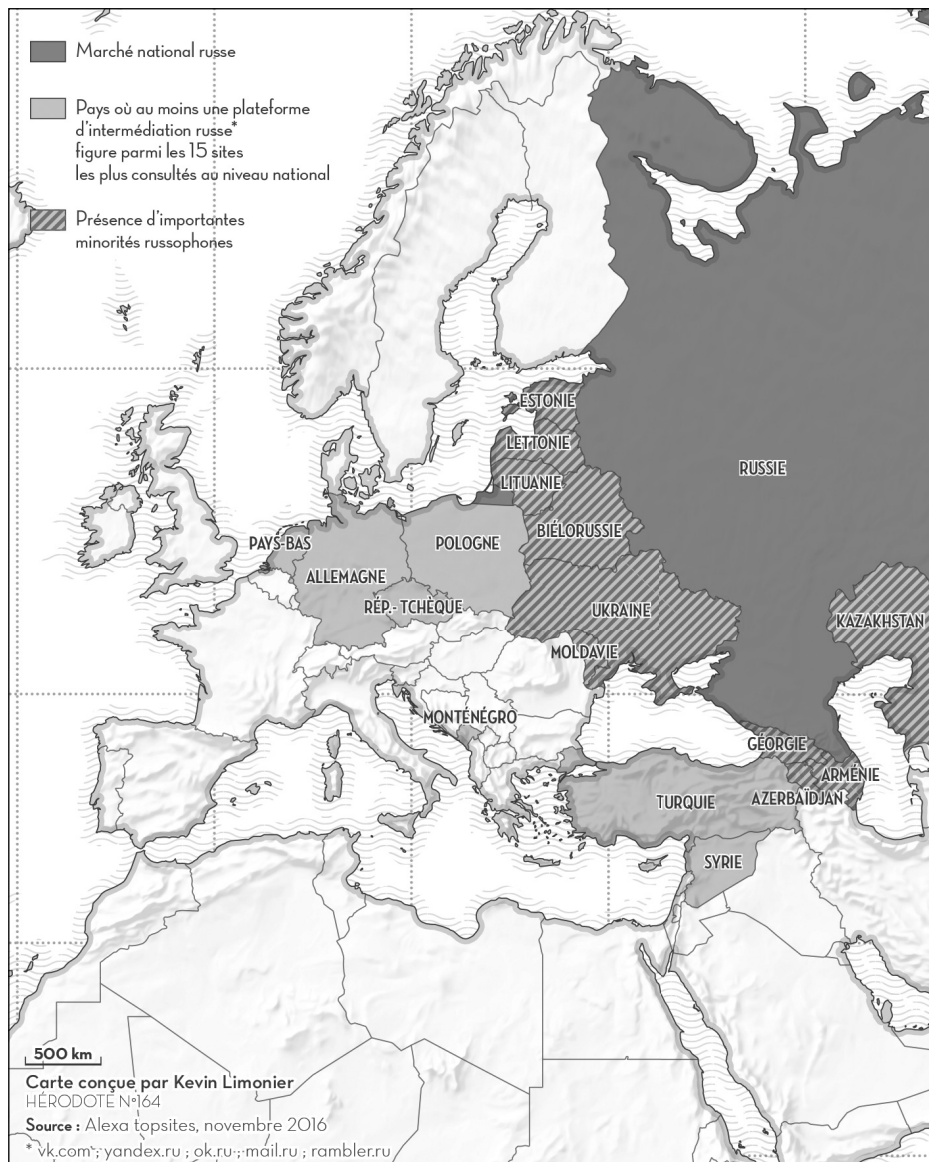 Marché national russe
Pays où au moins une plateforme
d'intermédiation russe*
figure parmi les 15 sites
les plus consultés au niveau national
Présence d'importantes
minorités russophones
ESTONIE
LETTONIE
LITUANIE
RUSSIE
BIÉLORUSSIE
PAYS-BAS
POLOGNE
ALLEMAGNE
RÉP.- TCHÈQUE
UKRAINE
KAZAKHSTAN
MOLDAVIE
MONTÉNÉGRO
GÉORGIE
ARMÉNIE
AZERBAÏDJAN
TURQUIE
SYRIE
500 km
Carte conçue par Kevin Limonier
HÉRODOTE N°164
Source : Alexa topsites, novembre 2016
* vk.com ; yandex.ru ; ok.ru ; mail.ru ; rambler.ru